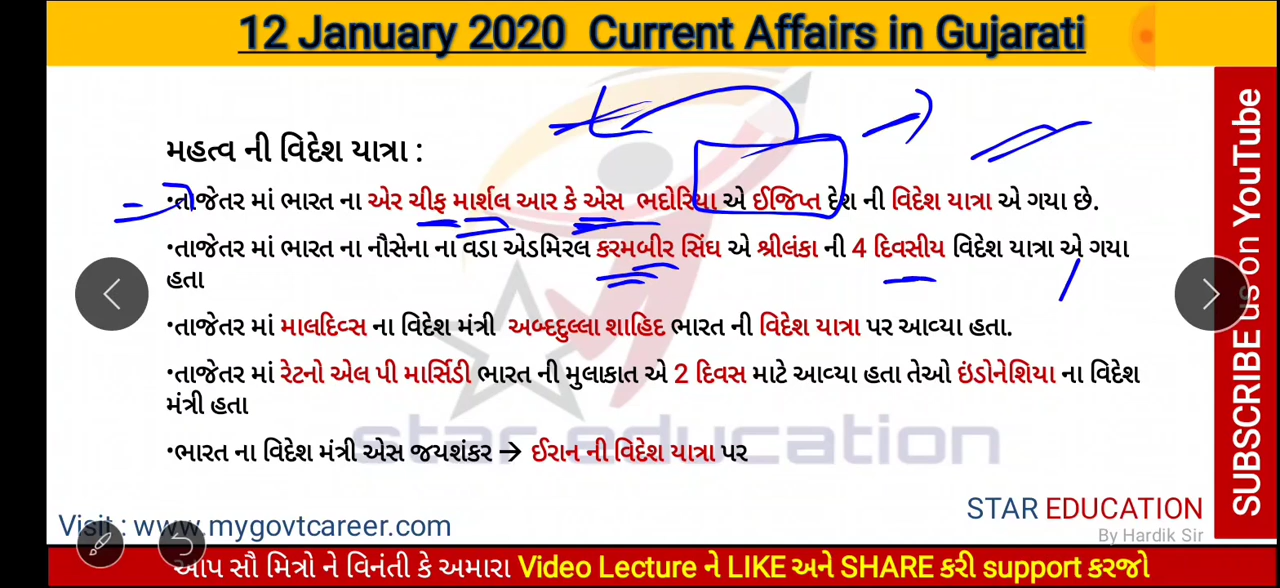 12 January 2020 Current Affairs in Gujarati
મહત્વ ની વિદેશ યાત્રા :
•તાજેતર માં ભારત ના એર ચીફ માર્શલ આર કે એસ ભદોરિયા એ ઈજિપ્ત દેશ ની વિદેશ યાત્રા એ ગયા છે.
•તાજેતર માં ભારત ના નૌસેના ના વડા એડમિરલ કરમબીર સિંઘ એ શ્રીલંકા ની 4 દિવસીય વિદેશ યાત્રા એ ગયા
હતા
•તાજેતર માં માલદિવ્સ ના વિદેશ મંત્રી અબ્દદુલ્લા શાહિદ ભારત ની વિદેશ યાત્રા પર આવ્યા હતા.
•તાજેતર માં રેટનો એલ પી માર્સિડી ભારત ની મુલાકાત એ 2 દિવસ માટે આવ્યા હતા તેઓ ઇંડોનેશિયા ના વિદેશ
મંત્રી હતા
•ભારત ના વિદેશ મંત્રી એસ જયશંકર → ઈરાન ની વિદેશ યાત્રા પર
star education
STAR EDUCATION
By Hardik Sir
Visit : www.mygovtcareer.com
આપ સૌ મિત્રો ને વિનંતી કે અમારા Video Lecture ને LIKE અને SHARE કરી support કરજો
SUBSCRIBE us on YouTube